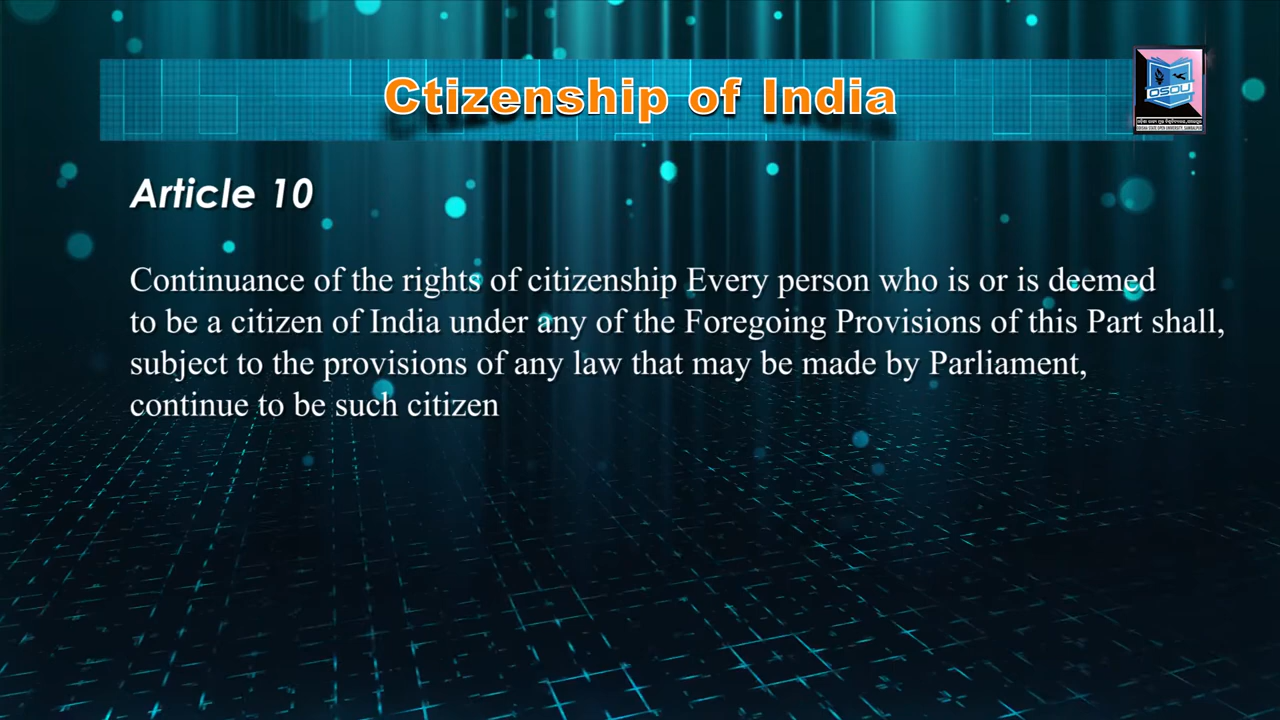 Ctizenship of India
OSOU
Article 10
Continuance of the rights of citizenship Every person who is or is deemed
to be a citizen of India under any of the Foregoing Provisions of this Part shall,
subject to the provisions of any law that may be made by Parliament,
continue to be such citizen